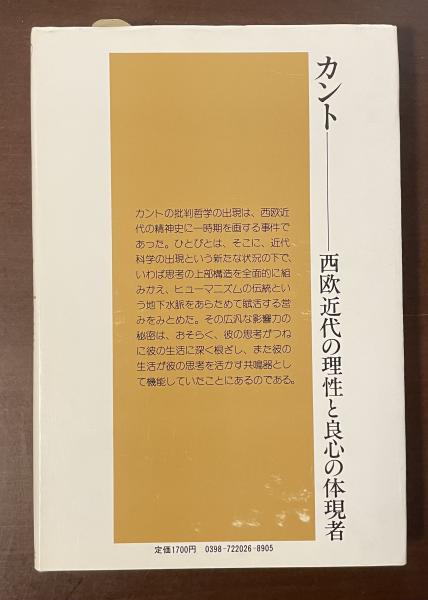 カント――西欧近代の理性と良心の体現者
カントの批判哲学の出現は、西欧近
代の精神史に一時期を画する事件で
あった。ひとびとは、そこに、近代
科学の出現という新たな状況の下で、
いわば思考の上部構造を全面的に組
みかえ、ヒューマニズムの伝統とい
う地下水脈をあらためて賦活する営
みをみとめた。その広汎な影響力の
秘密は、おそらく、彼の思考がつね
に彼の生活に深く根ざし、また彼の
生活が彼の思考を活かす共鳴器とし
て機能していたことにあるのである。
定価1700円 0398-722026-8905